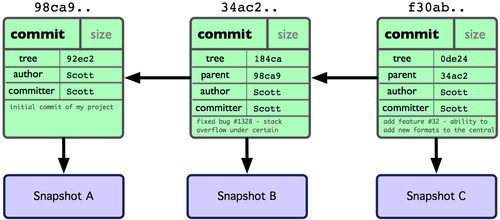 98ca9..
commit size
tree 92ec2
author Scott
committer Scott
initial commit of my project
Snapshot A
34ac2..
commit size
tree 184ca
parent 98ca9
author Scott
committer Scott
fixed bug #1328 - stack
overflow under certain
Snapshot B
f30ab..
commit size
tree 0de24
parent 34ac2
author Scott
committer Scott
add feature #32 - ability to
add new formats to the central
Snapshot C